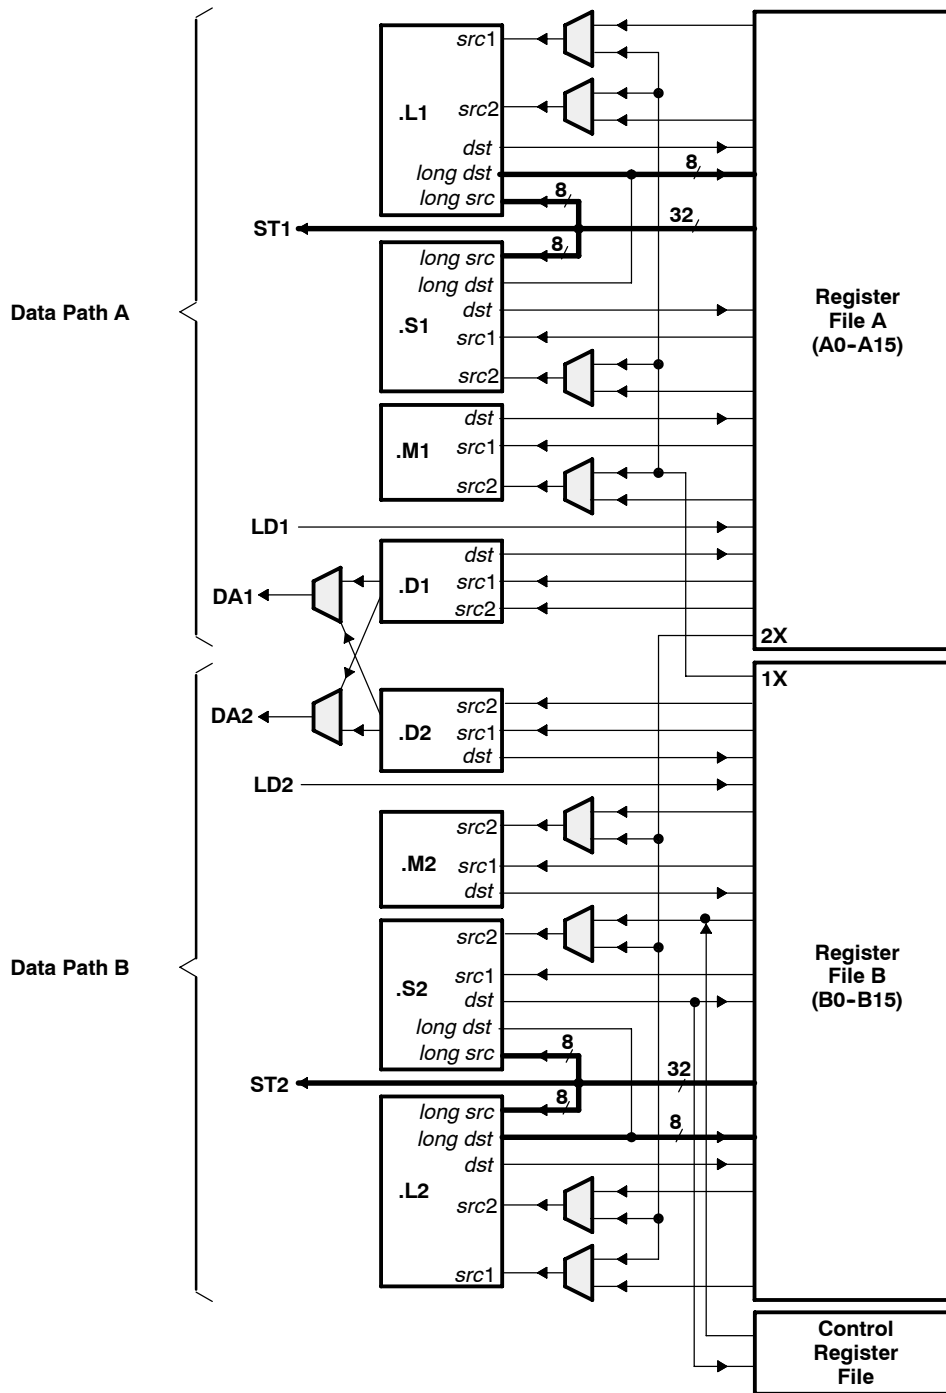 src1
.L1
src2
dst
long dst
8
long src
8
ST1
32
8
long src
long dst
dst
.S1
src1
src2
Data Path A
Register
File A
(A0-A15)
dst
.M1
src1
src2
LD1
dst
.D1
src1
src2
DA1
2X
1X
DA2
src2
.D2
src1
dst
LD2
src2
.M2
src1
dst
src2
.S2
src1
dst
long dst
long src
8
Data Path B
Register
File B
(B0-B15)
ST2
32
8
long src
long dst
8
dst
.L2
src2
src1
Control
Register
File